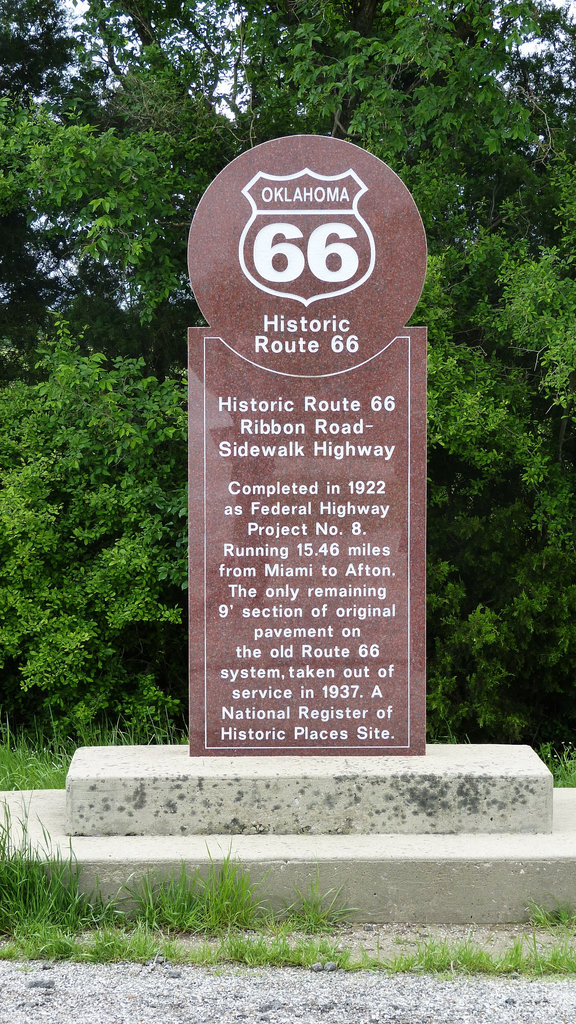 OKLAHOMA
66
Historic
Route 66
Historic Route 66
Ribbon Road-
Sidewalk Highway
Completed in 1922
as Federal Highway
Project No. 8.
Running 15.46 miles
from Miami to Afton.
The only remaining
9' section of original
pavement on
the old Route 66
system, taken out of
service in 1937. A
National Register of
Historic Places Site.